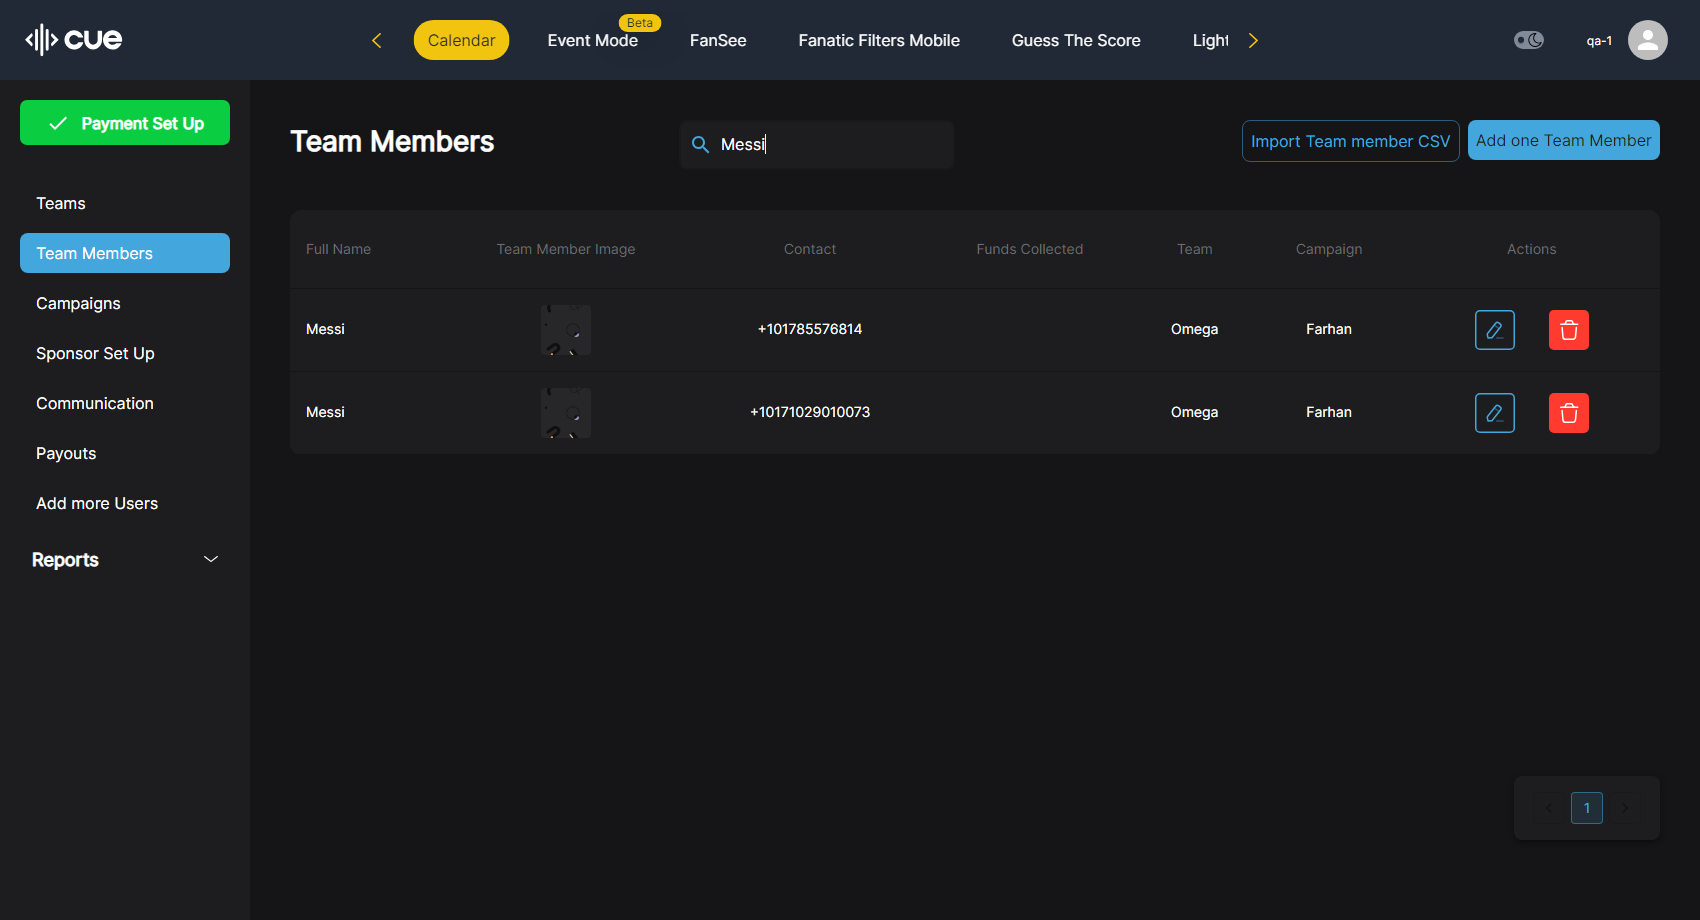 cue
Calendar
Event Mode
Beta
FanSee
Fanatic Filters Mobile
Guess The Score
Light
qa-1
Payment Set Up
Teams
Team Members
Campaigns
Sponsor Set Up
Communication
Payouts
Add more Users
Reports
Team Members
Messi
Import Team member CSV
Add one Team Member
Full Name Team Member Image Contact Funds Collected Team Campaign Actions
Messi +101785576814 Omega Farhan
Messi +10171029010073 Omega Farhan
1